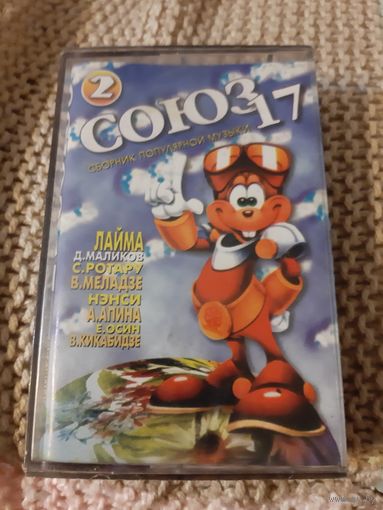 2
СОЮЗ 17
СБОРНИК ПОПУЛЯРНОЙ МУЗЫКИ
ЛАЙМА
Д.МАЛИКОВ
С.РОТАРУ
В.МЕЛАДЗЕ
НЭНСИ
А.АПИНА
Е.ОСИН
В.КИКАБИДЗЕ